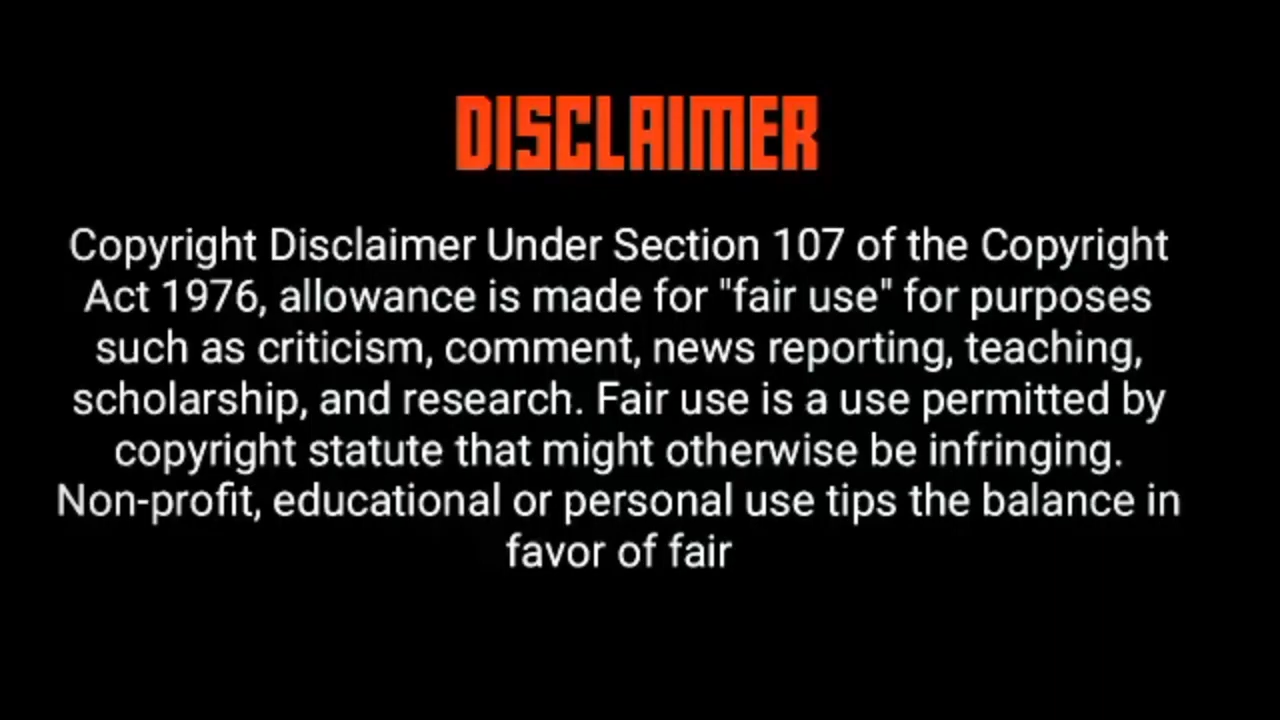 DISCLAIMER
Copyright Disclaimer Under Section 107 of the Copyright
Act 1976, allowance is made for "fair use" for purposes
such as criticism, comment, news reporting, teaching,
scholarship, and research. Fair use is a use permitted by
copyright statute that might otherwise be infringing.
Non-profit, educational or personal use tips the balance in
favor of fair